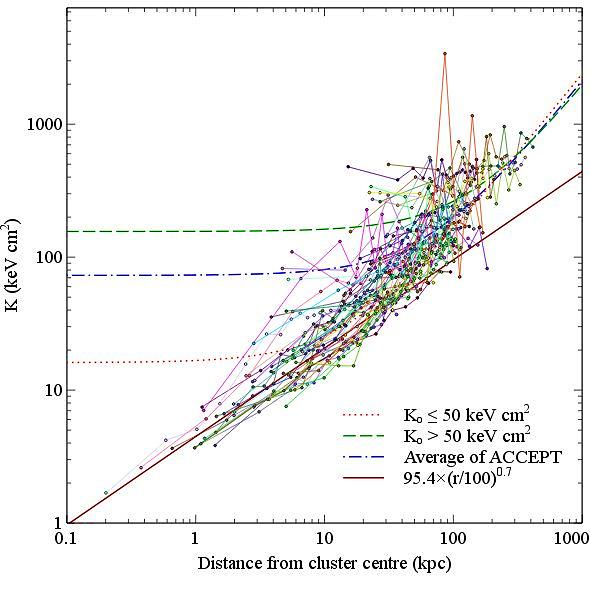 K (keV cm²)
1000
100
10
1
0.1
1
10
100
1000
Distance from cluster centre (kpc)
K₀ ≤ 50 keV cm²
K₀ > 50 keV cm²
Average of ACCEPT
95.4×(r/100)^0.7